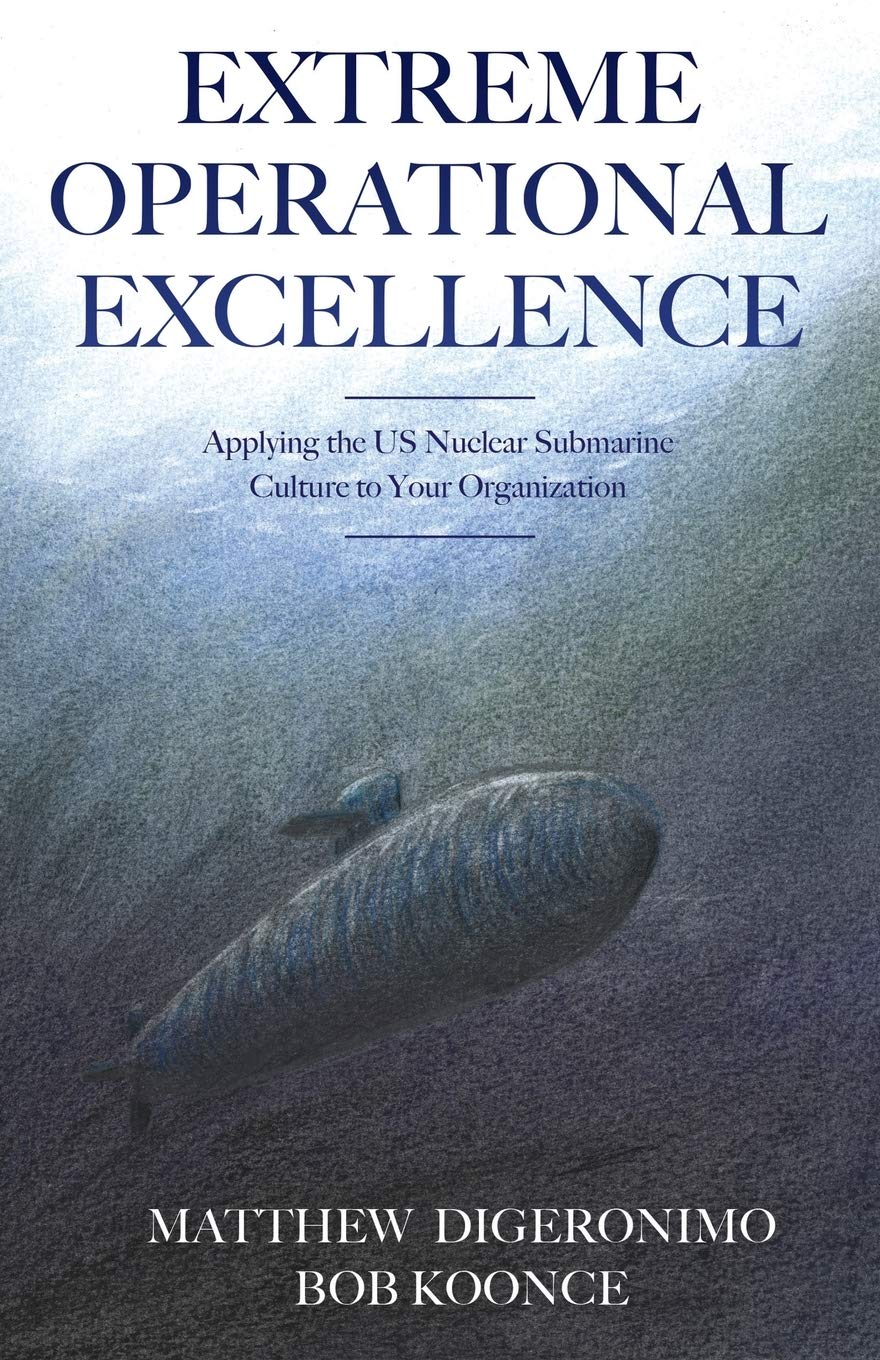 EXTREME
OPERATIONAL
EXCELLENCE
Applying the US Nuclear Submarine
Culture to Your Organization
MATTHEW DIGERONIMO
BOB KOONCE